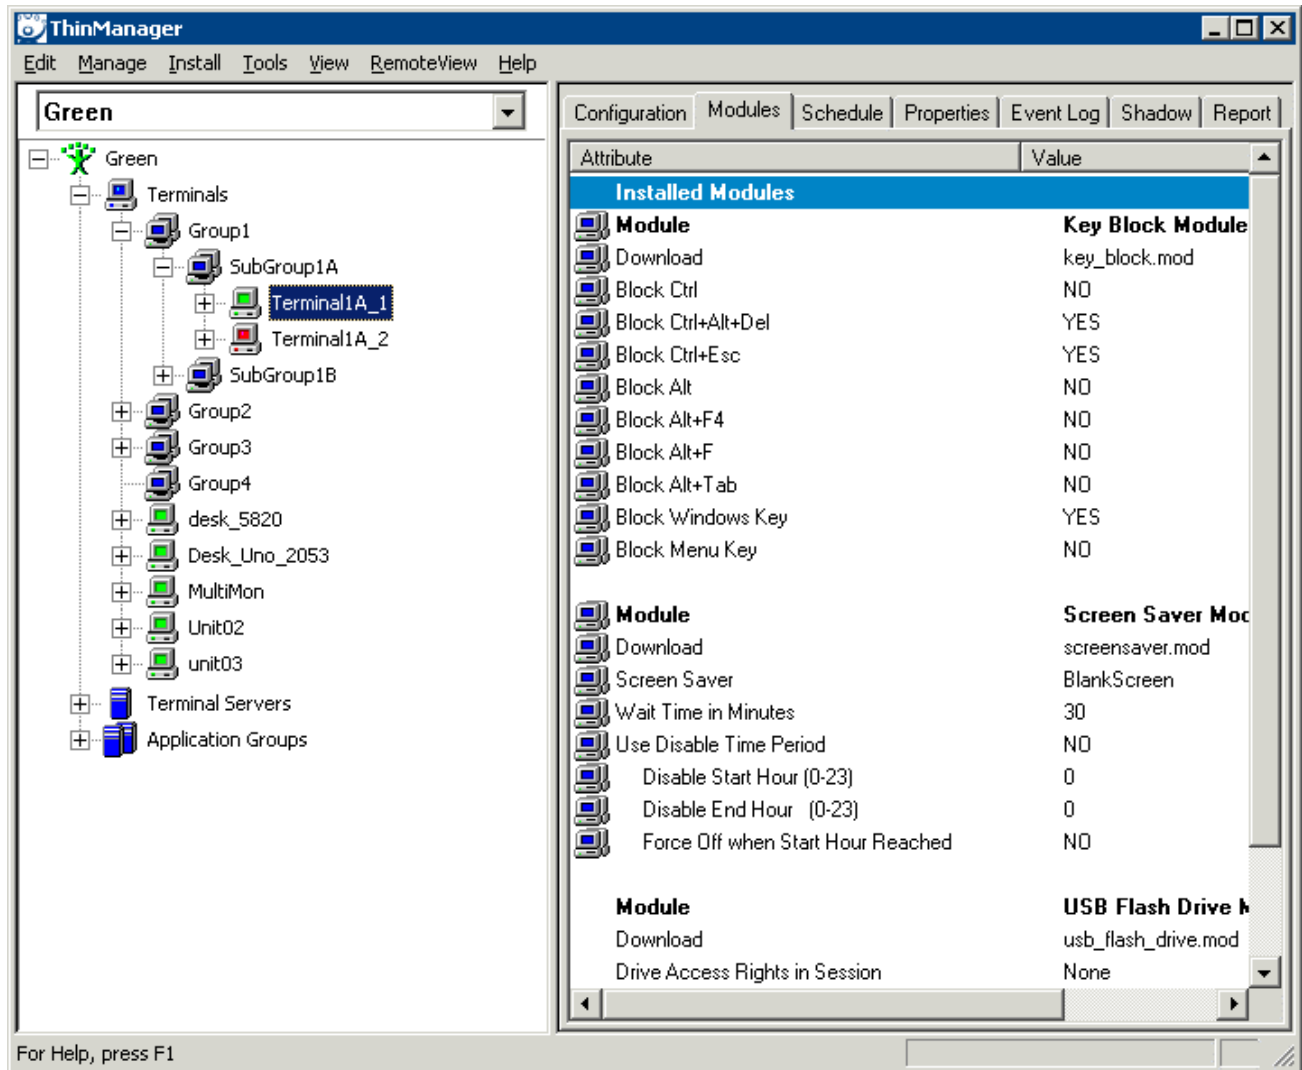 ThinManager
Edit Manage Install Tools View RemoteView Help
Green
Green
Terminals
Group1
SubGroup1A
Terminal1A_1
Terminal1A_2
SubGroup1B
Group2
Group3
Group4
desk_5820
Desk_Uno_2053
MultiMon
Unit02
unit03
Terminal Servers
Application Groups
Configuration Modules Schedule Properties Event Log Shadow Report
Attribute Value
Installed Modules
Module Key Block Module
Download key_block.mod
Block Ctrl NO
Block Ctrl+Alt+Del YES
Block Ctrl+Esc YES
Block Alt NO
Block Alt+F4 NO
Block Alt+F NO
Block Alt+Tab NO
Block Windows Key YES
Block Menu Key NO
Module Screen Saver Mod
Download screensaver.mod
Screen Saver BlankScreen
Wait Time in Minutes 30
Use Disable Time Period NO
Disable Start Hour (0-23) 0
Disable End Hour (0-23) 0
Force Off when Start Hour Reached NO
Module USB Flash Drive M
Download usb_flash_drive.mod
Drive Access Rights in Session None
For Help, press F1